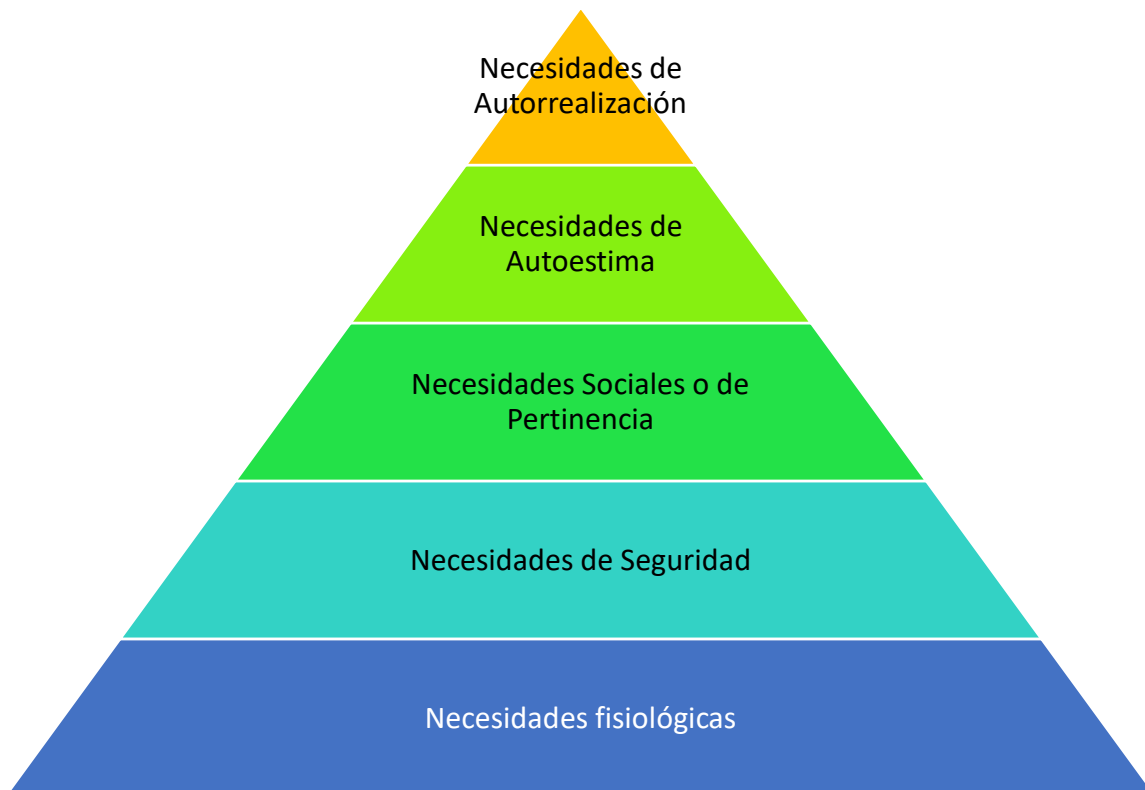 Necesidades de
Autorrealización
Necesidades de
Autoestima
Necesidades Sociales o de
Pertinencia
Necesidades de Seguridad
Necesidades fisiológicas